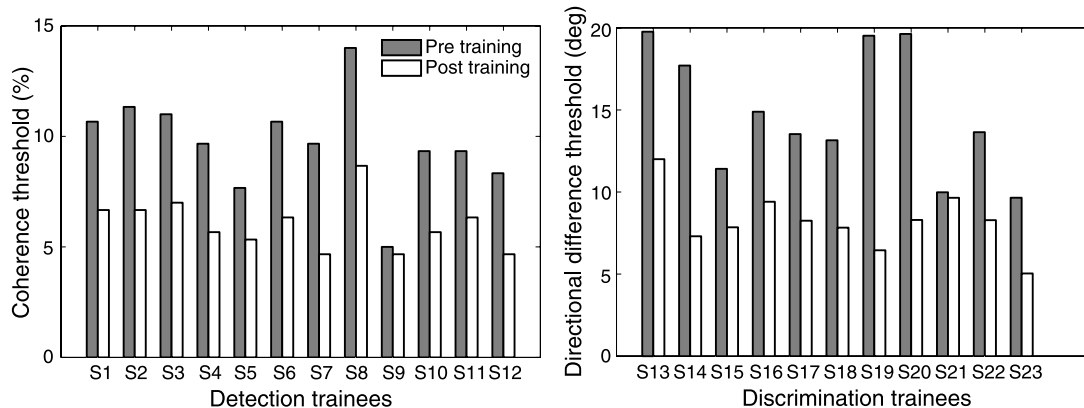 Coherence threshold (%)
15
10
5
0
Pre training
Post training
S1 S2 S3 S4 S5 S6 S7 S8 S9 S10 S11 S12
Detection trainees
Directional difference threshold (deg)
20
15
10
5
0
S13 S14 S15 S16 S17 S18 S19 S20 S21 S22 S23
Discrimination trainees